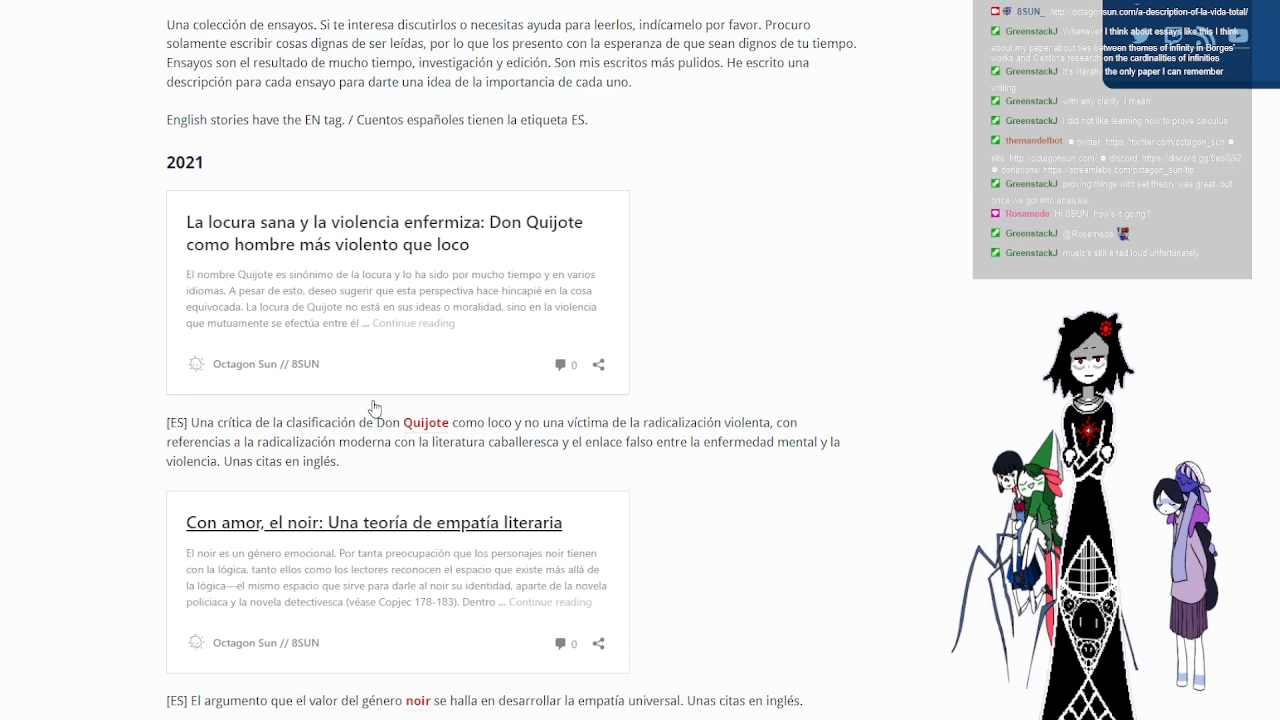 Una colección de ensayos. Si te interesa discutirlos o necesitas ayuda para leerlos, indícamelo por favor. Procuro
solamente escribir cosas dignas de ser leídas, por lo que los presento con la esperanza de que sean dignos de tu tiempo.
Ensayos son el resultado de mucho tiempo, investigación y edición. Son mis escritos más pulidos. He escrito una
descripción para cada ensayo para darte una idea de la importancia de cada uno.
English stories have the EN tag. / Cuentos españoles tienen la etiqueta ES.
2021
La locura sana y la violencia enfermiza: Don Quijote
como hombre más violento que loco
El nombre Quijote es sinónimo de la locura y lo ha sido por mucho tiempo y en varios
idiomas. A pesar de esto, deseo sugerir que esta perspectiva hace hincapié en la cosa
equivocada. La locura de Quijote no está en sus ideas o moralidad, sino en la violencia
que mutuamente se efectúa entre él ... Continue reading
Octagon Sun // 8SUN
0
[ES] Una crítica de la clasificación de Don Quijote como loco y no una víctima de la radicalización violenta, con
referencias a la radicalización moderna con la literatura caballeresca y el enlace falso entre la enfermedad mental y la
violencia. Unas citas en inglés.
Con amor, el noir: Una teoría de empatía literaria
El noir es un género emocional. Por tanta preocupación que los personajes noir tienen
con la lógica, tanto ellos como los lectores reconocen el espacio que existe más allá de
la lógica—el mismo espacio que sirve para darle al noir su identidad, aparte de la novela
policiaca y la novela detectivesca (véase Copjec 178-183). Dentro ... Continue reading
Octagon Sun // 8SUN
0
[ES] El argumento que el valor del género noir se halla en desarrollar la empatía universal. Unas citas en inglés.
8SUN_ http://octagonsun.com/a-description-of-la-vida-total/
GreenstackJ Whenever I think about essays like this I think
about my paper about ties between themes of infinity in Borges'
works and Cantor's research on the cardinalities of infinities
GreenstackJ It's literally the only paper I can remember
writing
GreenstackJ with any clarity, I mean
GreenstackJ I did not like learning how to prove calculus
themandelbot twitter: https://twitter.com/octagon_sun
site: http://octagonsun.com/ discord:
donations: https://streamlabs.com/octagon_sun/tip
GreenstackJ proving things with set theory was great, but
once we got into analysis
Rosamede Hi 8SUN, how's it going?
GreenstackJ @Rosamede
GreenstackJ music's still a tad loud unfortunately